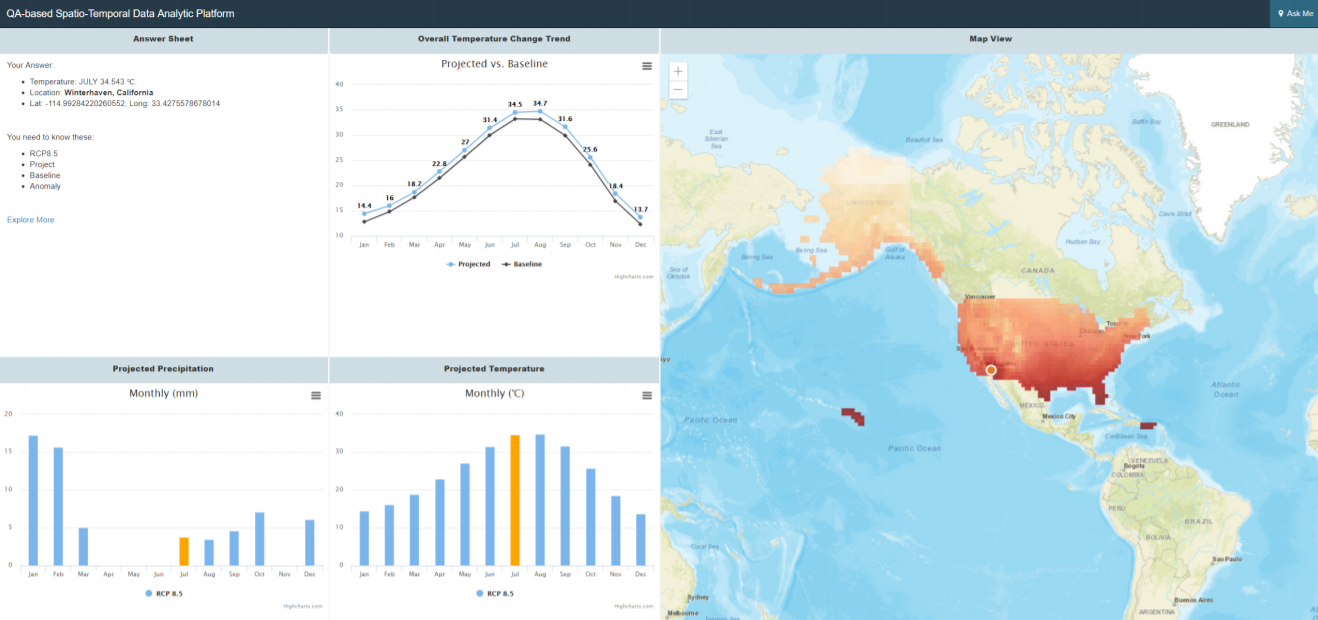 QA-based Spatio-Temporal Data Analytic Platform
Ask Me
Answer Sheet
Your Answer:
Temperature: JULY 34.543 °C.
Location: Winterhaven, California
Lat: -114.99284220260552, Long: 33.4275578678014
You need to know these:
RCP8.5
Project
Baseline
Anomaly
Explore More
Overall Temperature Change Trend
Projected vs. Baseline
40
35
30
25
20
15
10
14.4
16
18.7
22.8
27
31.4
34.5
34.7
31.6
25.6
18.4
13.7
Jan Feb Mar Apr May Jun Jul Aug Sep Oct Nov Dec
Projected Baseline
Highcharts.com
Projected Precipitation
Monthly (mm)
20
15
10
5
0
Jan Feb Mar Apr May Jun Jul Aug Sep Oct Nov Dec
RCP 8.5
Highcharts.com
Projected Temperature
Monthly (°C)
40
30
20
10
0
Jan Feb Mar Apr May Jun Jul Aug Sep Oct Nov Dec
RCP 8.5
Highcharts.com
Map View
+
−
East
Siberian
Sea
Beaufort Sea
Baffin Bay
GREENLAND
UNITED STATES
Davis Strait
Hudson Bay
Bering Sea
Bering Sea
Gulf of
Alaska
Sea of
Okhotsk
CANADA
Vancouver
Toronto
Chicago
New York
UNITED STATES
Atlantic
Ocean
MEXICO
Mexico City
Pacific Ocean
Pacific Ocean
Caribbean Sea
VENEZUELA
Bogota
COLOMBIA
PERU
BRAZIL
BOLIVIA
Sao Paulo
Coral Sea
Sydney
Melbourne
Buenos Aires
ARGENTINA